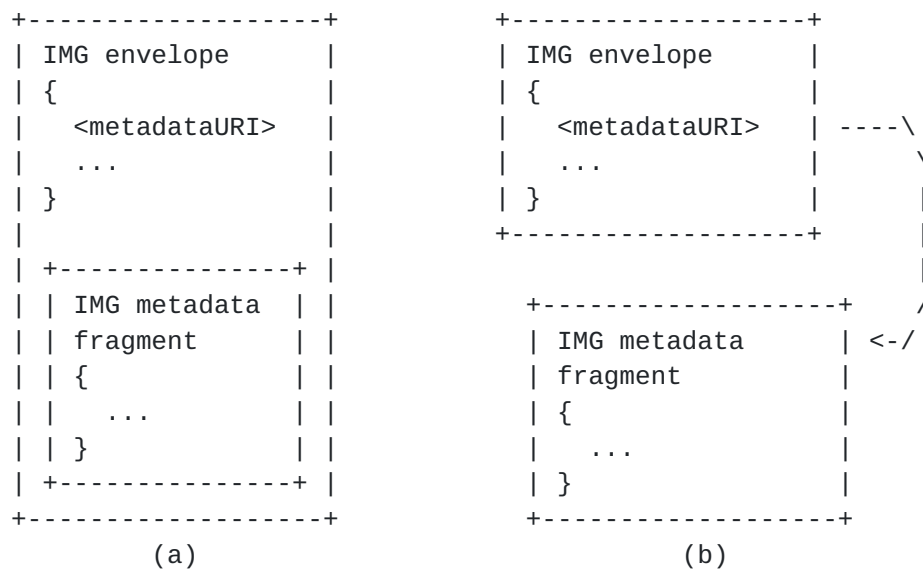 +-------------------+          +-------------------+
| IMG envelope      |          | IMG envelope      |
| {                 |          | {                 |
|   <metadataURI>   |          |   <metadataURI>   | ----\
|   ...             |          |   ...             |      \
| }                 |          | }                 |      |
|                   |          +-------------------+      |
| +---------------+ |                                     |
| | IMG metadata  | |            +-------------------+    /
| | fragment      | |            | IMG metadata      | <-/
| | {             | |            | fragment          |
| |   ...         | |            | {                 |
| | }             | |            |   ...             |
| +---------------+ |            | }                 |
+-------------------+            +-------------------+
         (a)                               (b)